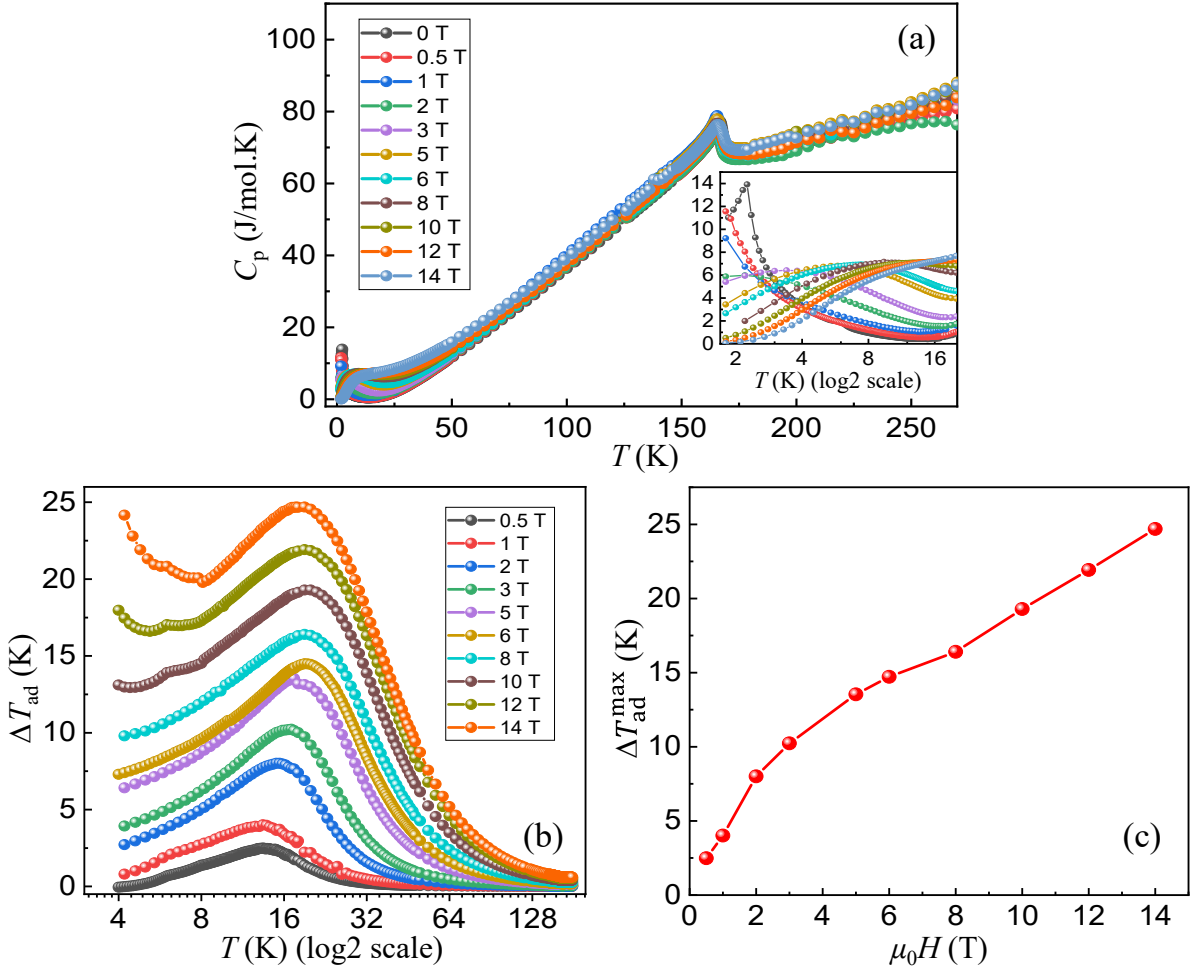 (a)
0 T
0.5 T
1 T
2 T
3 T
5 T
6 T
8 T
10 T
12 T
14 T
100
80
60
40
20
0
C_p (J/mol.K)
0 50 100 150 200 250
T (K)
14
12
10
8
6
4
2
0
2 4 8 16
T (K) (log2 scale)
(b)
0.5 T
1 T
2 T
3 T
5 T
6 T
8 T
10 T
12 T
14 T
25
20
15
10
5
0
ΔT_ad (K)
4 8 16 32 64 128
T (K) (log2 scale)
(c)
25
20
15
10
5
0
ΔT_ad^max (K)
0 2 4 6 8 10 12 14
μ₀H (T)